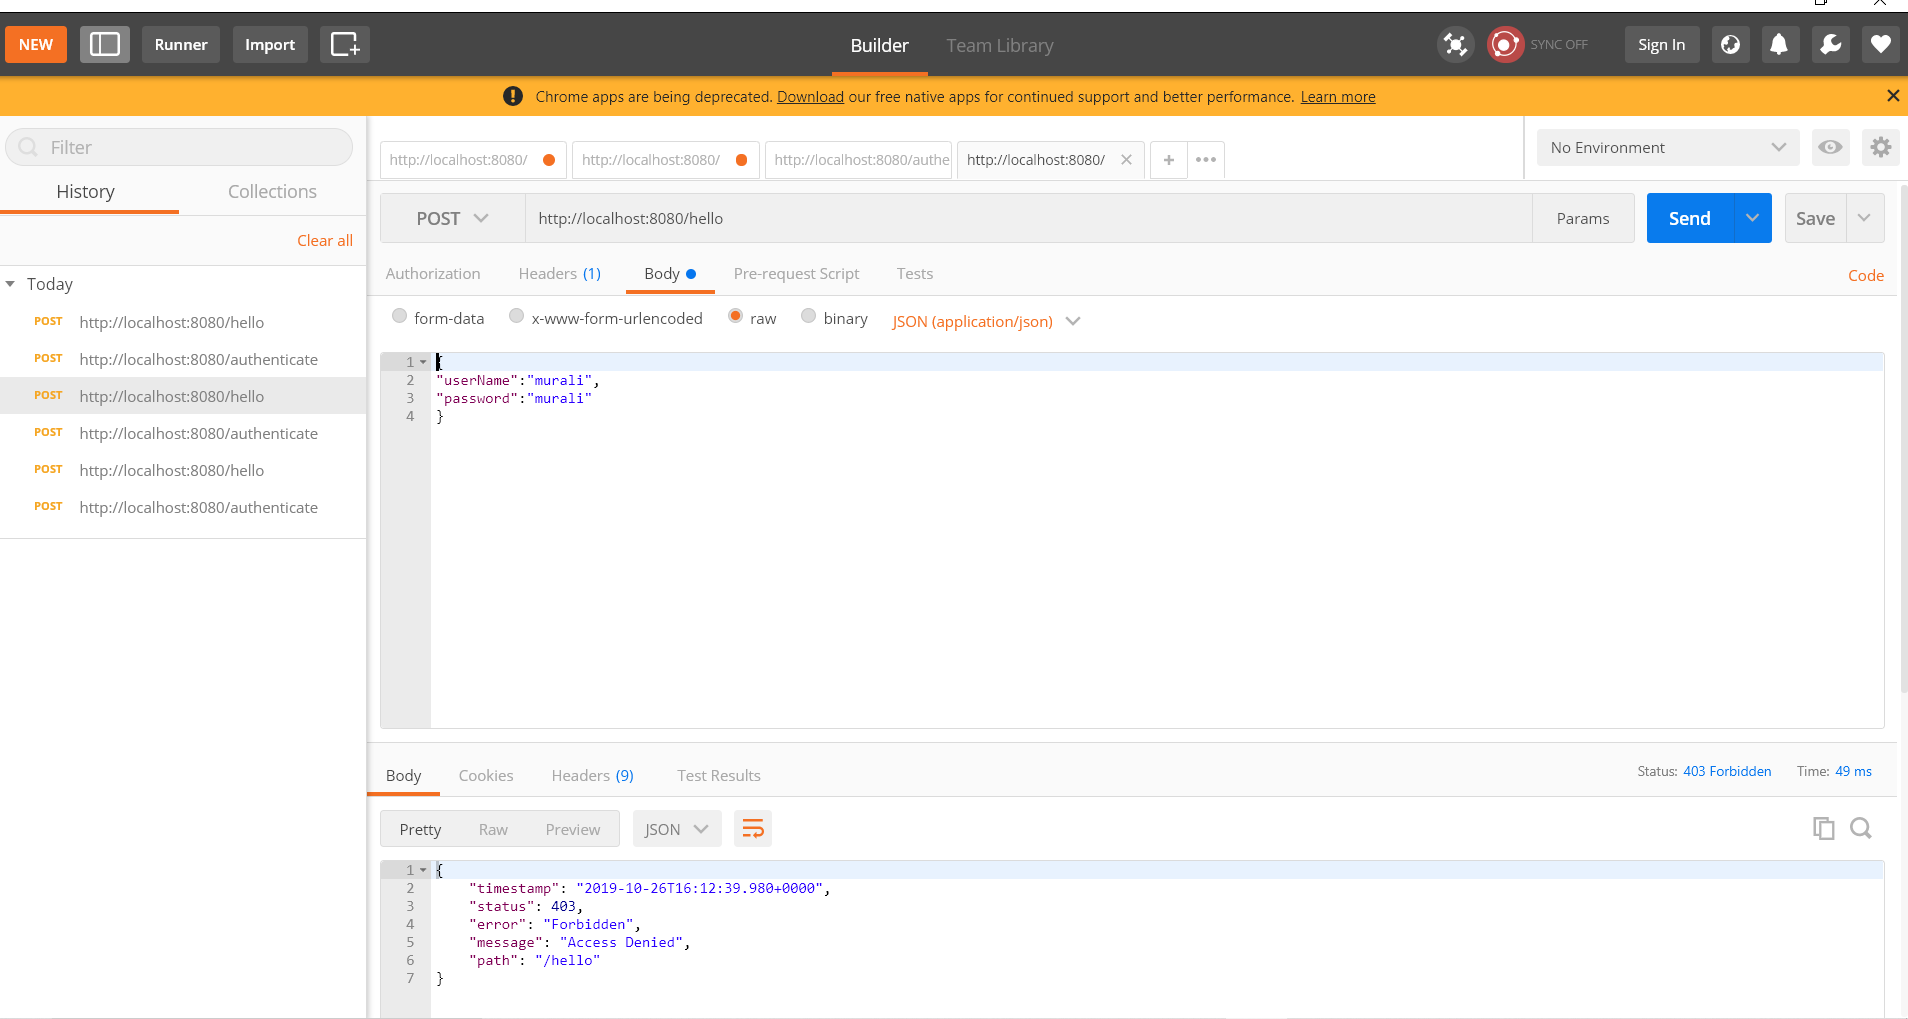 NEW Runner Import Builder Team Library SYNC OFF Sign In
Chrome apps are being deprecated. Download our free native apps for continued support and better performance. Learn more
Filter
History Collections
Clear all
Today
POST http://localhost:8080/hello
POST http://localhost:8080/authenticate
POST http://localhost:8080/hello
POST http://localhost:8080/authenticate
POST http://localhost:8080/hello
POST http://localhost:8080/authenticate
http://localhost:8080/ http://localhost:8080/ http://localhost:8080/authe http://localhost:8080/ No Environment
POST http://localhost:8080/hello Params Send Save
Authorization Headers (1) Body Pre-request Script Tests Code
form-data x-www-form-urlencoded raw binary JSON (application/json)
1 {
2 "userName":"murali",
3 "password":"murali"
4 }
Body Cookies Headers (9) Test Results Status: 403 Forbidden Time: 49 ms
Pretty Raw Preview JSON
1 {
2 "timestamp": "2019-10-26T16:12:39.980+0000",
3 "status": 403,
4 "error": "Forbidden",
5 "message": "Access Denied",
6 "path": "/hello"
7 }